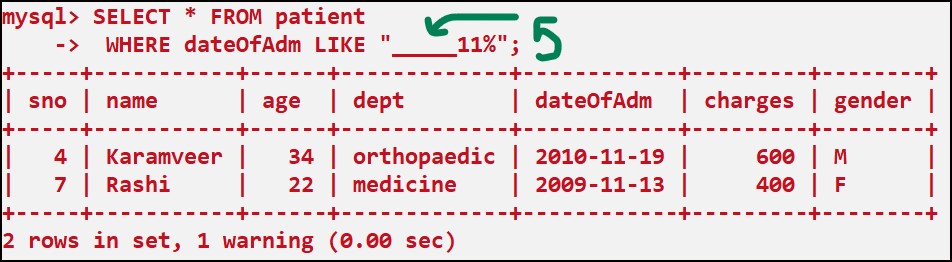 mysql> SELECT * FROM patient
    ->  WHERE dateOfAdm LIKE "_____11%"; 5
+-----+-----------+------+-------------+------------+---------+--------+
| sno | name      | age  | dept        | dateOfAdm  | charges | gender |
+-----+-----------+------+-------------+------------+---------+--------+
|   4 | Karamveer |   34 | orthopaedic | 2010-11-19 |     600 | M      |
|   7 | Rashi     |   22 | medicine    | 2009-11-13 |     400 | F      |
+-----+-----------+------+-------------+------------+---------+--------+
2 rows in set, 1 warning (0.00 sec)